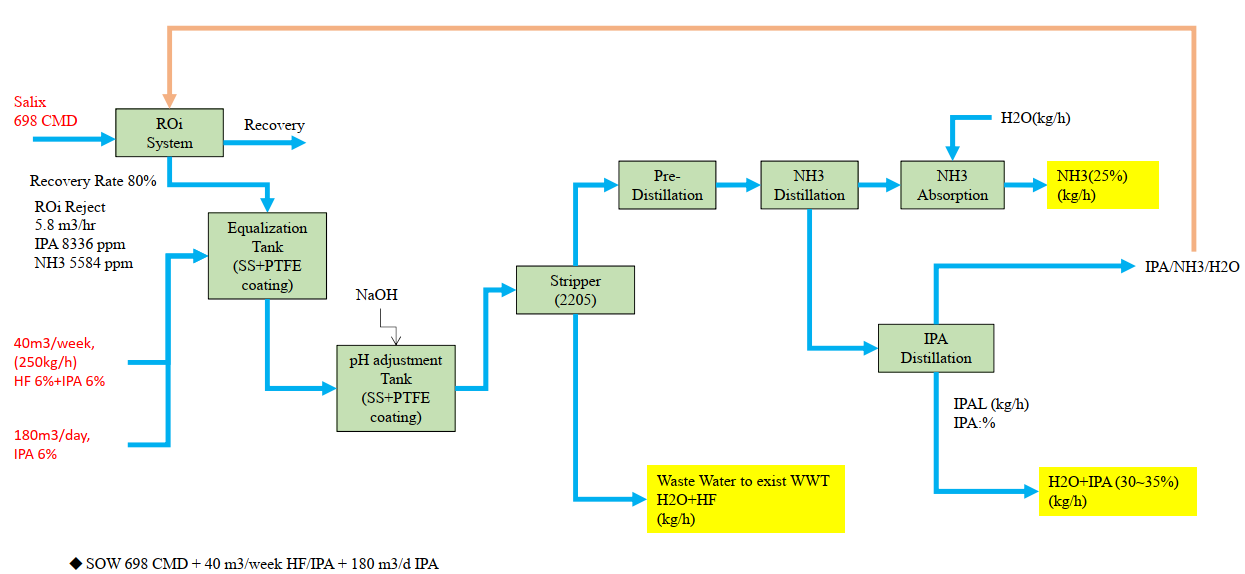 Salix
698 CMD
ROi
System
Recovery
Recovery Rate 80%
ROi Reject
5.8 m3/hr
IPA 8336 ppm
NH3 5584 ppm
Equalization
Tank
(SS+PTFE
coating)
40m3/week,
(250kg/h)
HF 6%+IPA 6%
180m3/day,
IPA 6%
NaOH
pH adjustment
Tank
(SS+PTFE
coating)
Stripper
(2205)
Pre-
Distillation
NH3
Distillation
H2O(kg/h)
NH3
Absorption
NH3(25%)
(kg/h)
IPA/NH3/H2O
IPA
Distillation
IPAL (kg/h)
IPA:%
Waste Water to exist WWT
H2O+HF
(kg/h)
H2O+IPA (30~35%)
(kg/h)
◆ SOW 698 CMD + 40 m3/week HF/IPA + 180 m3/d IPA